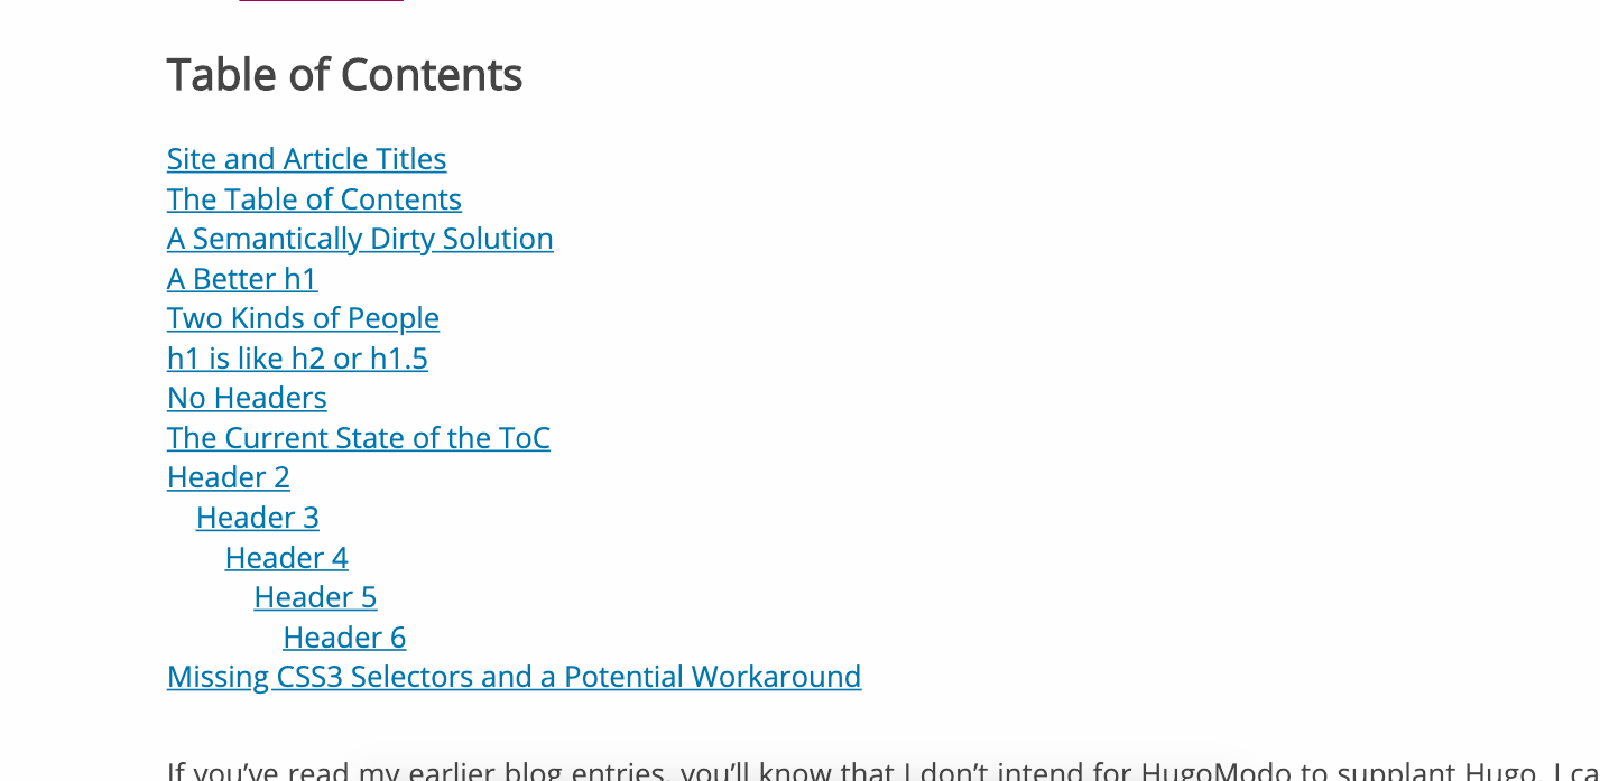 Table of Contents
Site and Article Titles
The Table of Contents
A Semantically Dirty Solution
A Better h1
Two Kinds of People
h1 is like h2 or h1.5
No Headers
The Current State of the ToC
Header 2
Header 3
Header 4
Header 5
Header 6
Missing CSS3 Selectors and a Potential Workaround
If you’ve read my earlier blog entries, you’ll know that I don’t intend for HugoModo to supplant Hugo. I